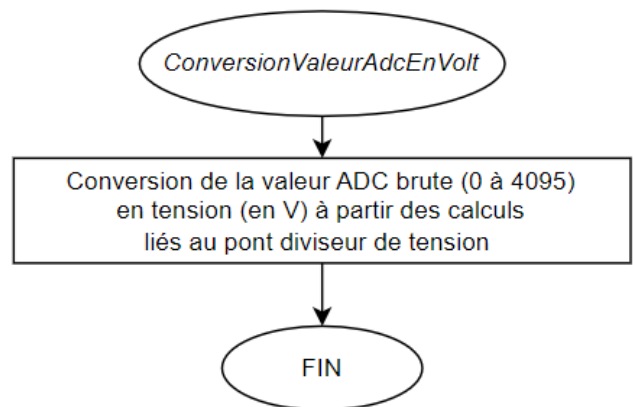 ConversionValeurAdcEnVolt
Conversion de la valeur ADC brute (0 à 4095)
en tension (en V) à partir des calculs
liés au pont diviseur de tension
FIN